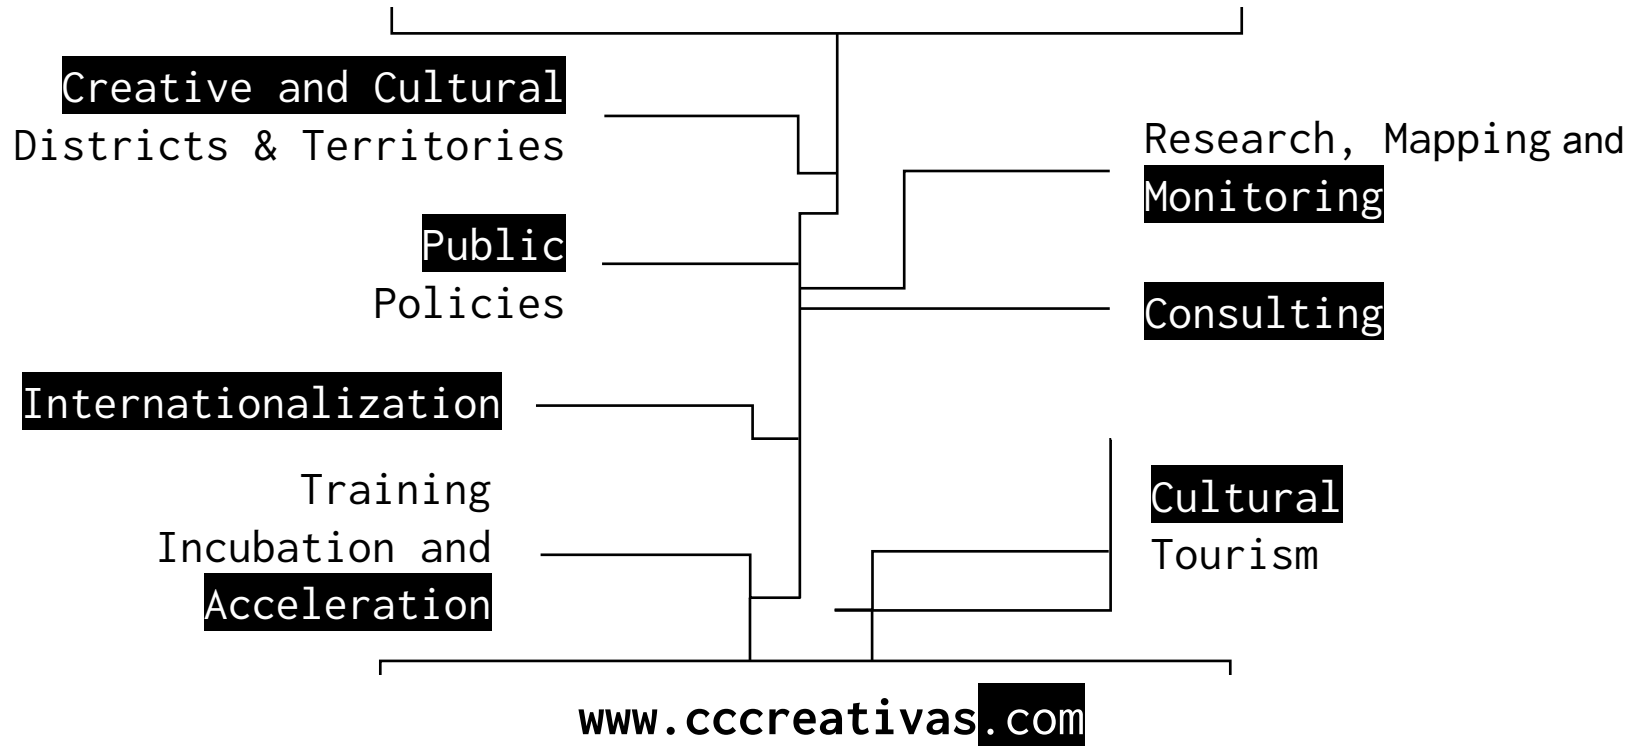 Creative and Cultural
Districts & Territories
Public
Policies
Internationalization
Training
Incubation and
Acceleration
Research, Mapping and
Monitoring
Consulting
Cultural
Tourism
www.cccreativas.com